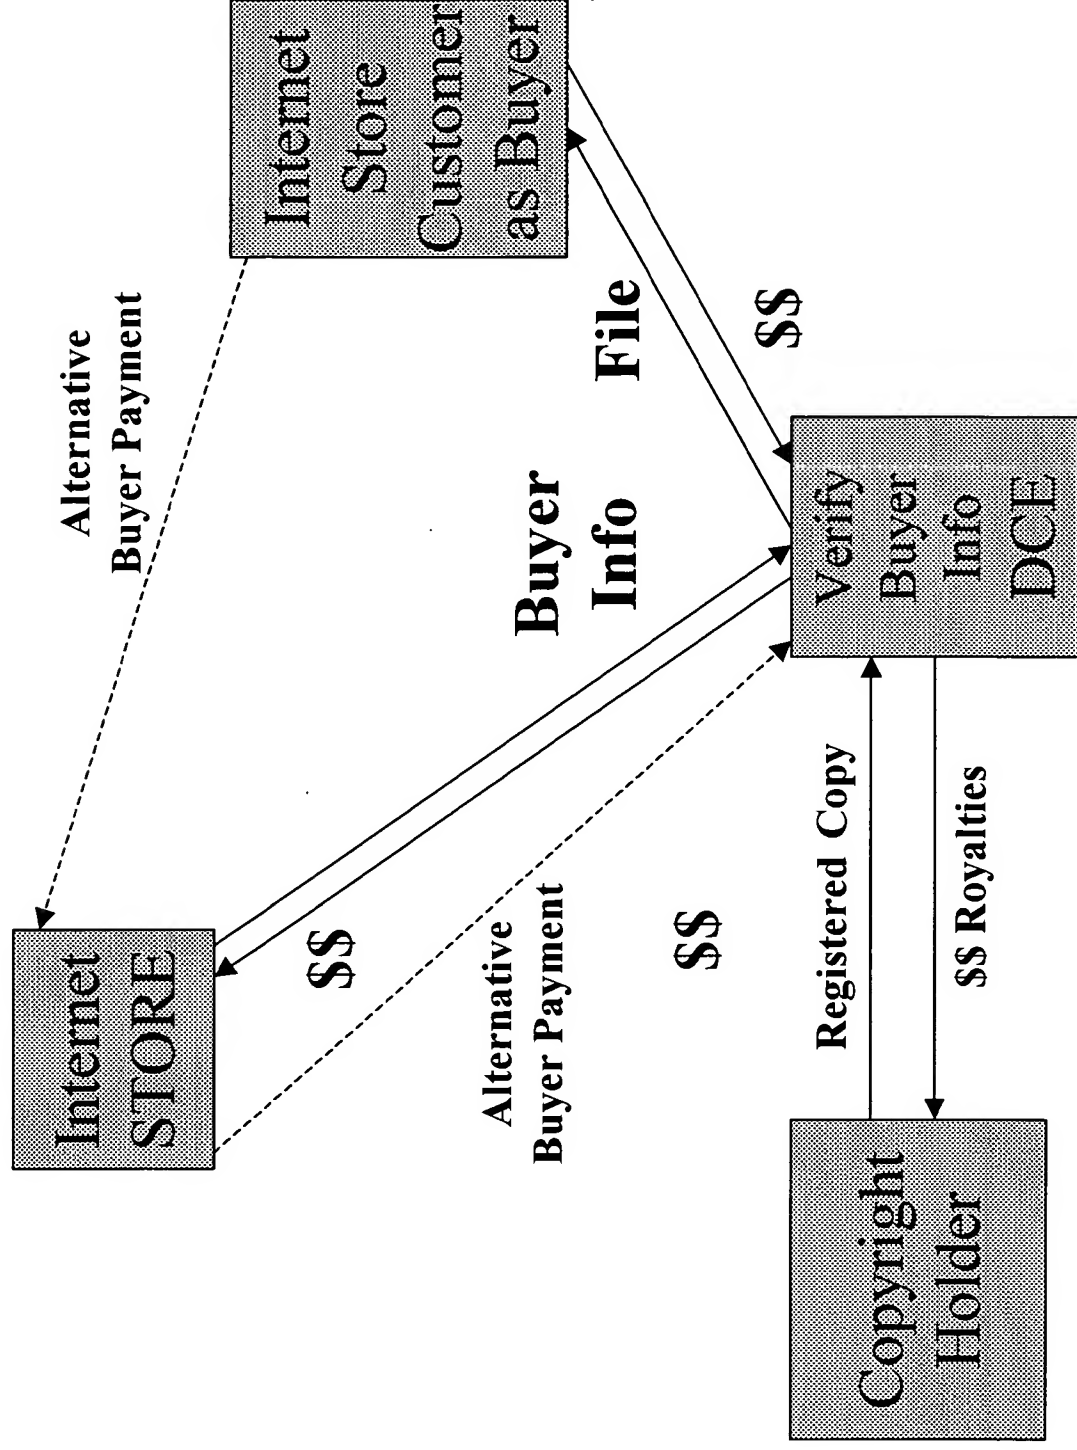 Internet
STORE
Alternative
Buyer Payment
Internet
Store
Customer
as Buyer
$$
Buyer
Info
File
$$
Alternative
Buyer Payment
$$
Registered Copy
$$ Royalties
Copyright
Holder
Verify
Buyer
Info
DCE